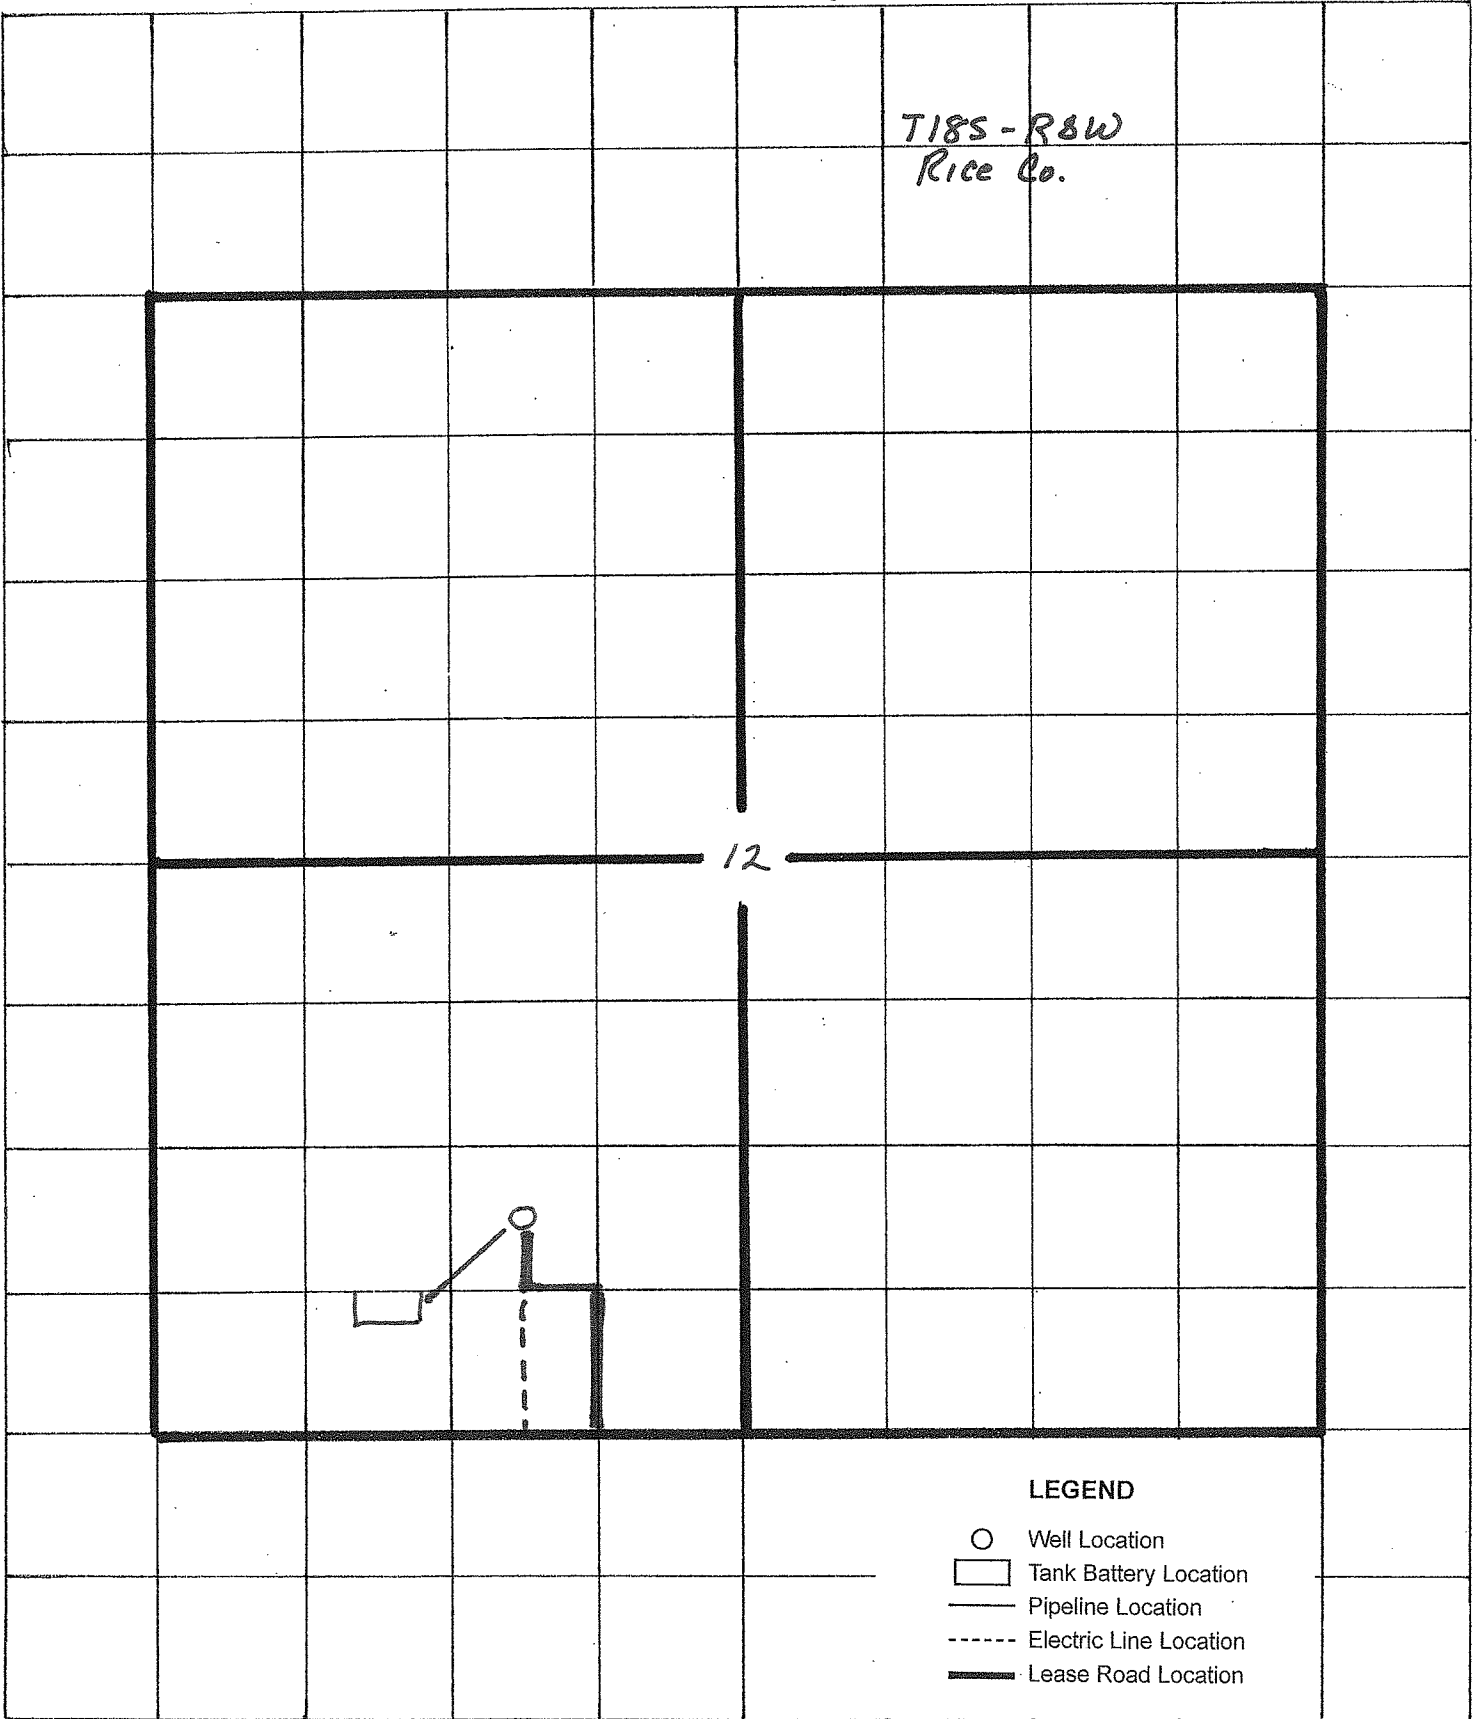 T18S - R8W
Rice Co.
12
LEGEND
Well Location
Tank Battery Location
Pipeline Location
Electric Line Location
Lease Road Location